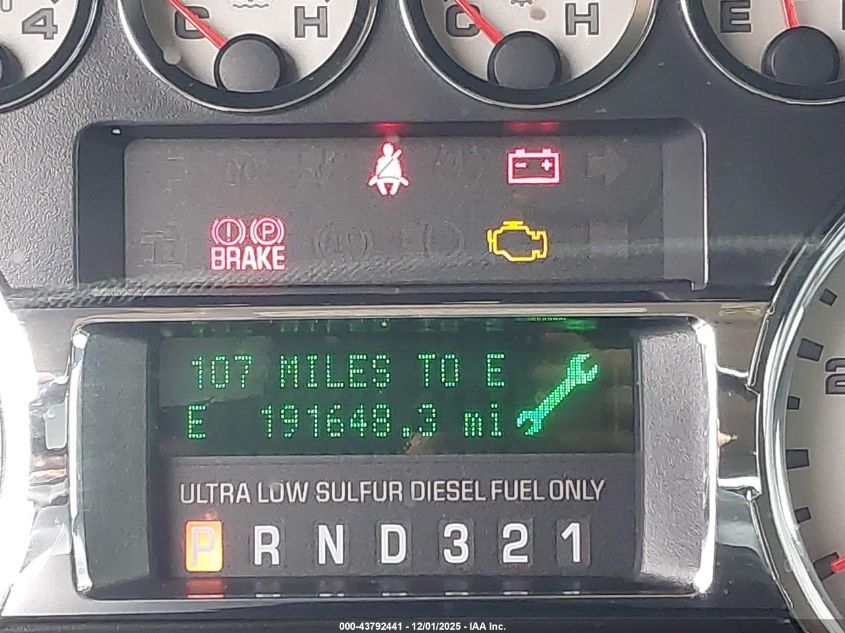 4
C H
C H
E
BRAKE
107 MILES TO E
E 191648.3 mi
ULTRA LOW SULFUR DIESEL FUEL ONLY
P R N D 3 2 1
2
000-43792441 - 12/01/2025 - IAA Inc.